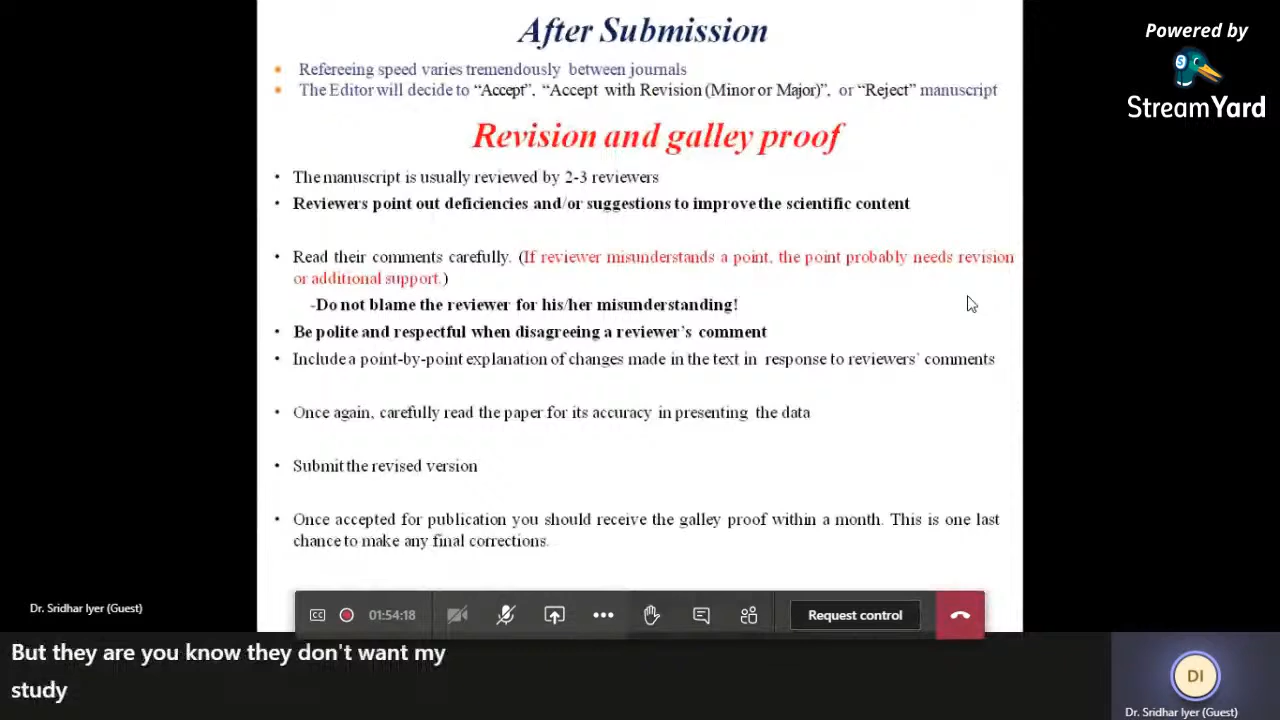 After Submission
Refereeing speed varies tremendously between journals
The Editor will decide to “Accept”, “Accept with Revision (Minor or Major)”, or “Reject” manuscript
Revision and galley proof
The manuscript is usually reviewed by 2-3 reviewers
Reviewers point out deficiencies and/or suggestions to improve the scientific content
Read their comments carefully. (If reviewer misunderstands a point, the point probably needs revision
or additional support.)
-Do not blame the reviewer for his/her misunderstanding!
Be polite and respectful when disagreeing a reviewer’s comment
Include a point-by-point explanation of changes made in the text in response to reviewers’ comments
Once again, carefully read the paper for its accuracy in presenting the data
Submit the revised version
Once accepted for publication you should receive the galley proof within a month. This is one last
chance to make any final corrections.
Powered by
StreamYard
Dr. Sridhar Iyer (Guest)
CC
01:54:18
Request control
But they are you know they don't want my
study
DI
Dr. Sridhar Iyer (Guest)